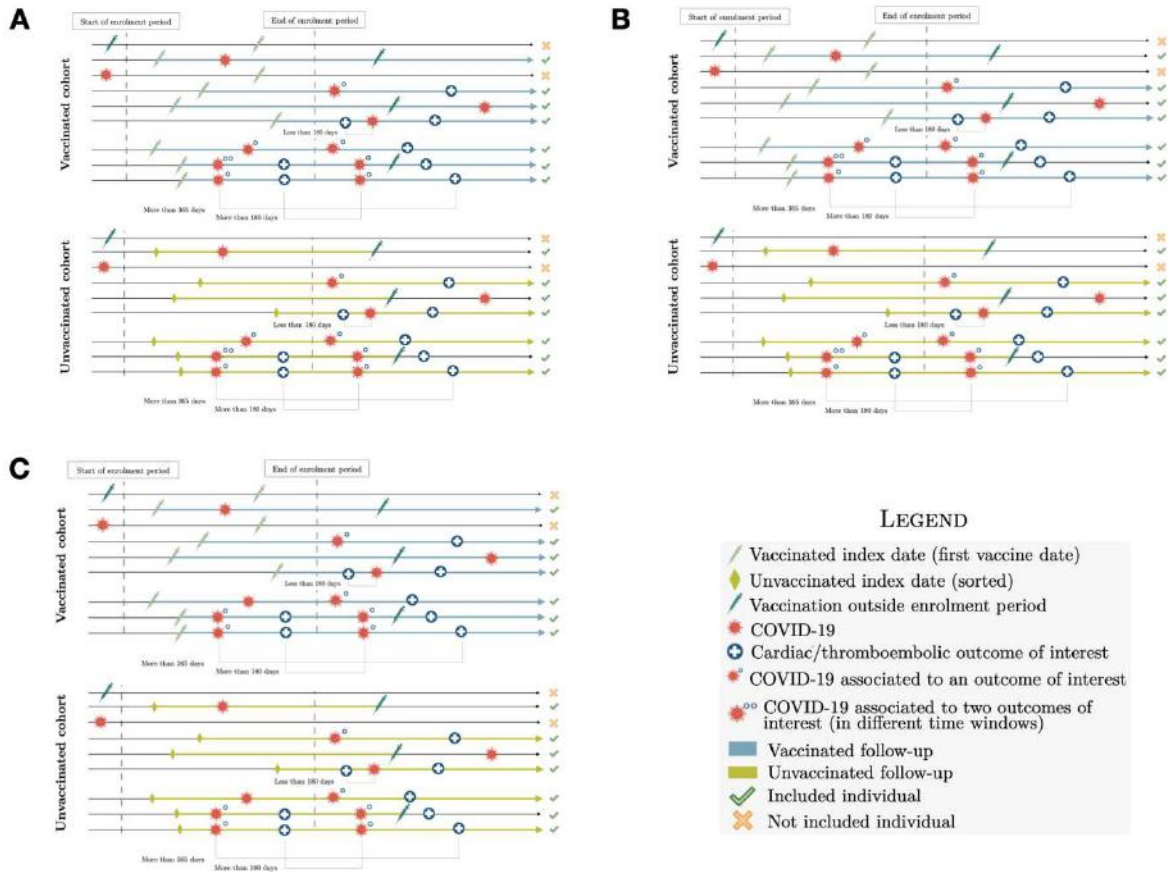 A
Start of enrolment period
End of enrolment period
Vaccinated cohort
Less than 180 days
More than 365 days
More than 180 days
Unvaccinated cohort
Less than 180 days
More than 365 days
More than 180 days
B
Start of enrolment period
End of enrolment period
Vaccinated cohort
Less than 180 days
More than 365 days
More than 180 days
Unvaccinated cohort
Less than 180 days
More than 365 days
More than 180 days
C
Start of enrolment period
End of enrolment period
Vaccinated cohort
Less than 180 days
More than 365 days
More than 180 days
Unvaccinated cohort
Less than 180 days
More than 365 days
More than 180 days
LEGEND
Vaccinated index date (first vaccine date)
Unvaccinated index date (sorted)
Vaccination outside enrolment period
COVID-19
Cardiac/thromboembolic outcome of interest
COVID-19 associated to an outcome of interest
COVID-19 associated to two outcomes of
interest (in different time windows)
Vaccinated follow-up
Unvaccinated follow-up
Included individual
Not included individual